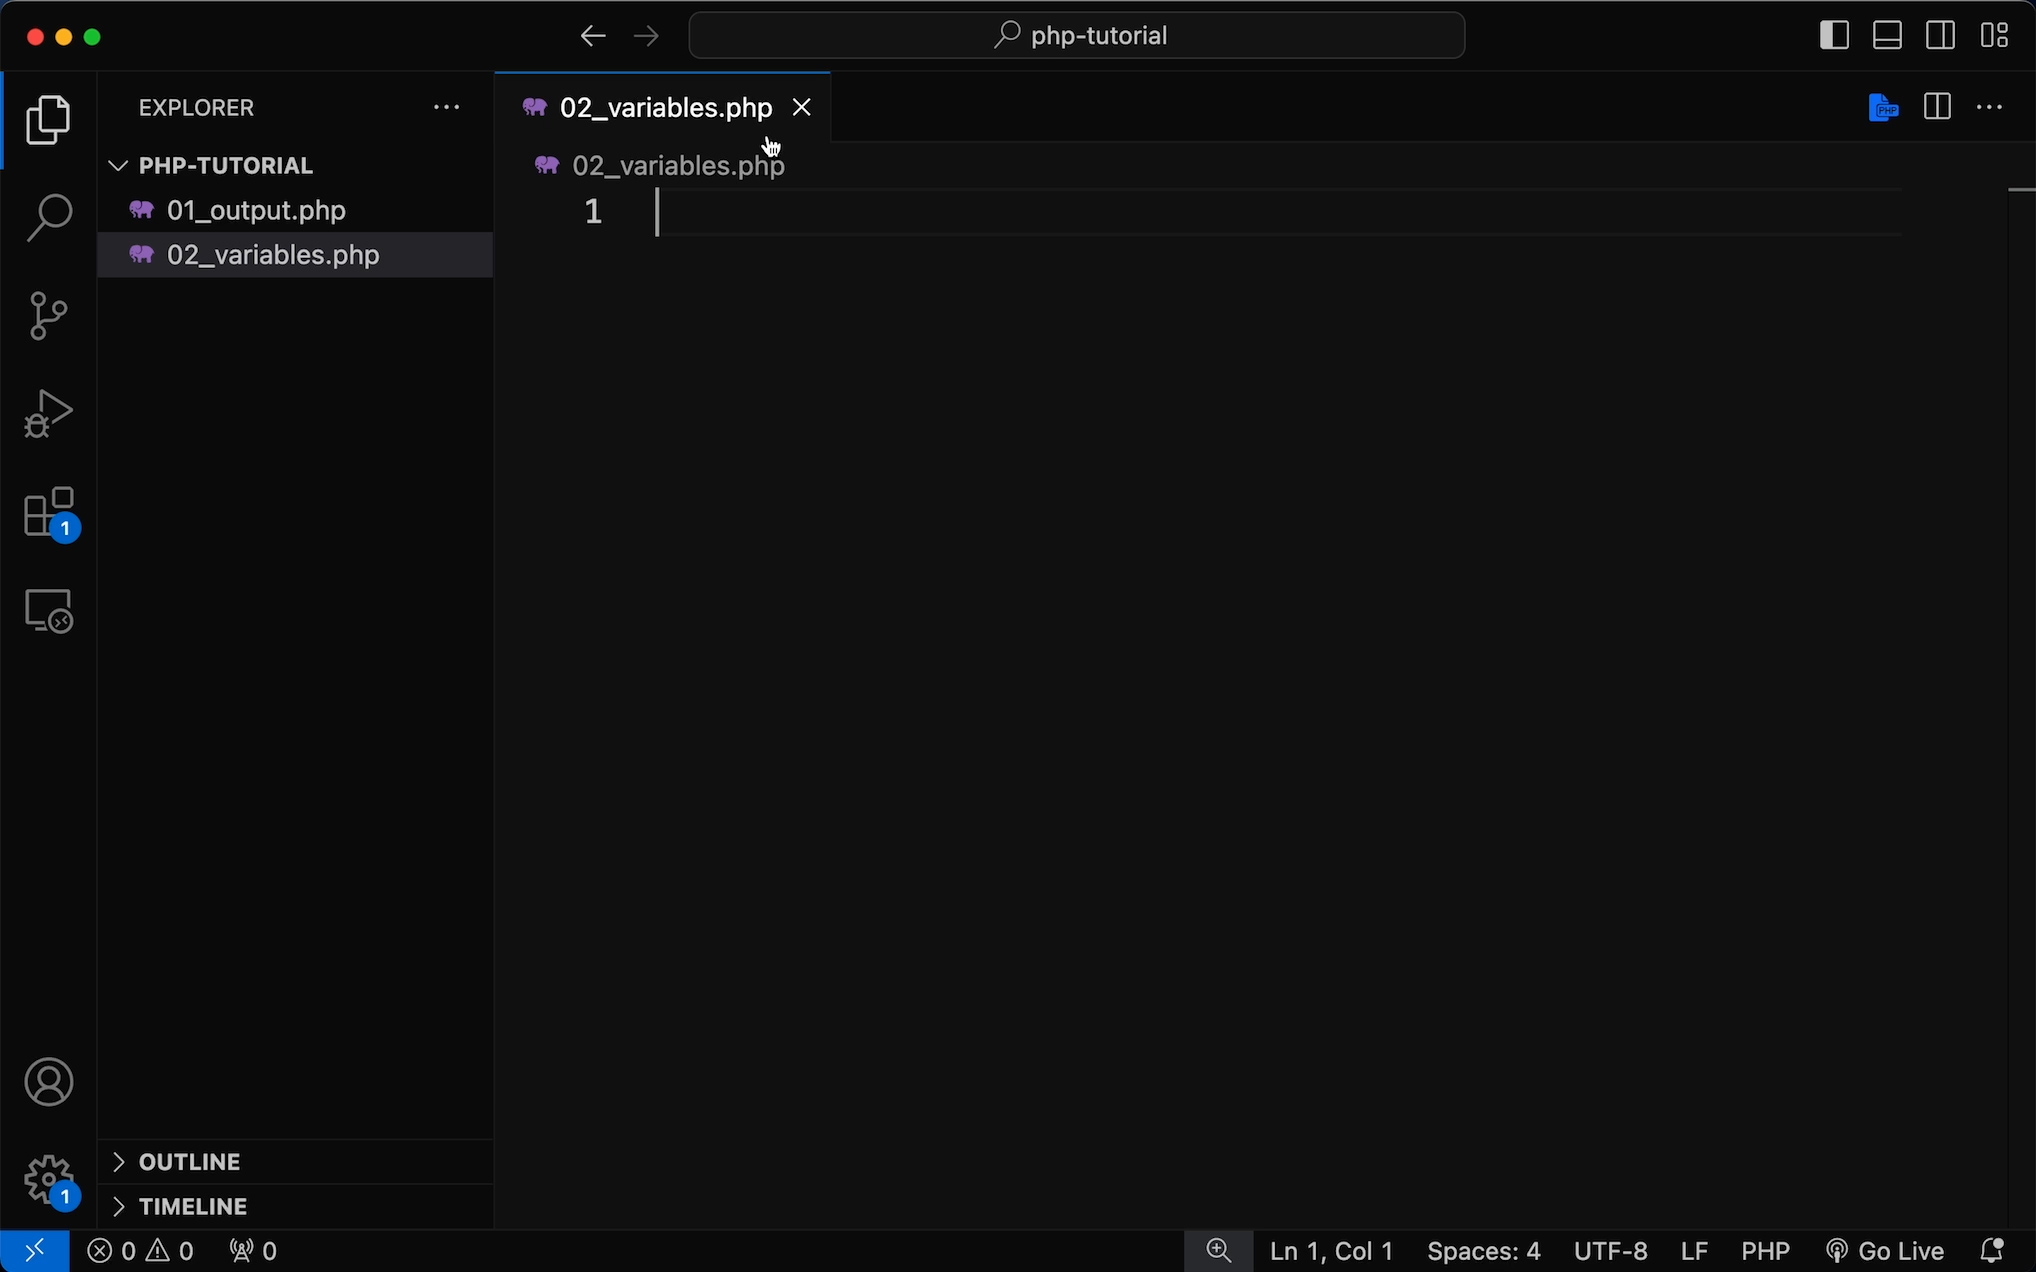 php-tutorial
EXPLORER
PHP-TUTORIAL
01_output.php
02_variables.php
OUTLINE
TIMELINE
02_variables.php
PHP
02_variables.php
1
1
1
0 0 0
Ln 1, Col 1 Spaces: 4 UTF-8 LF PHP Go Live